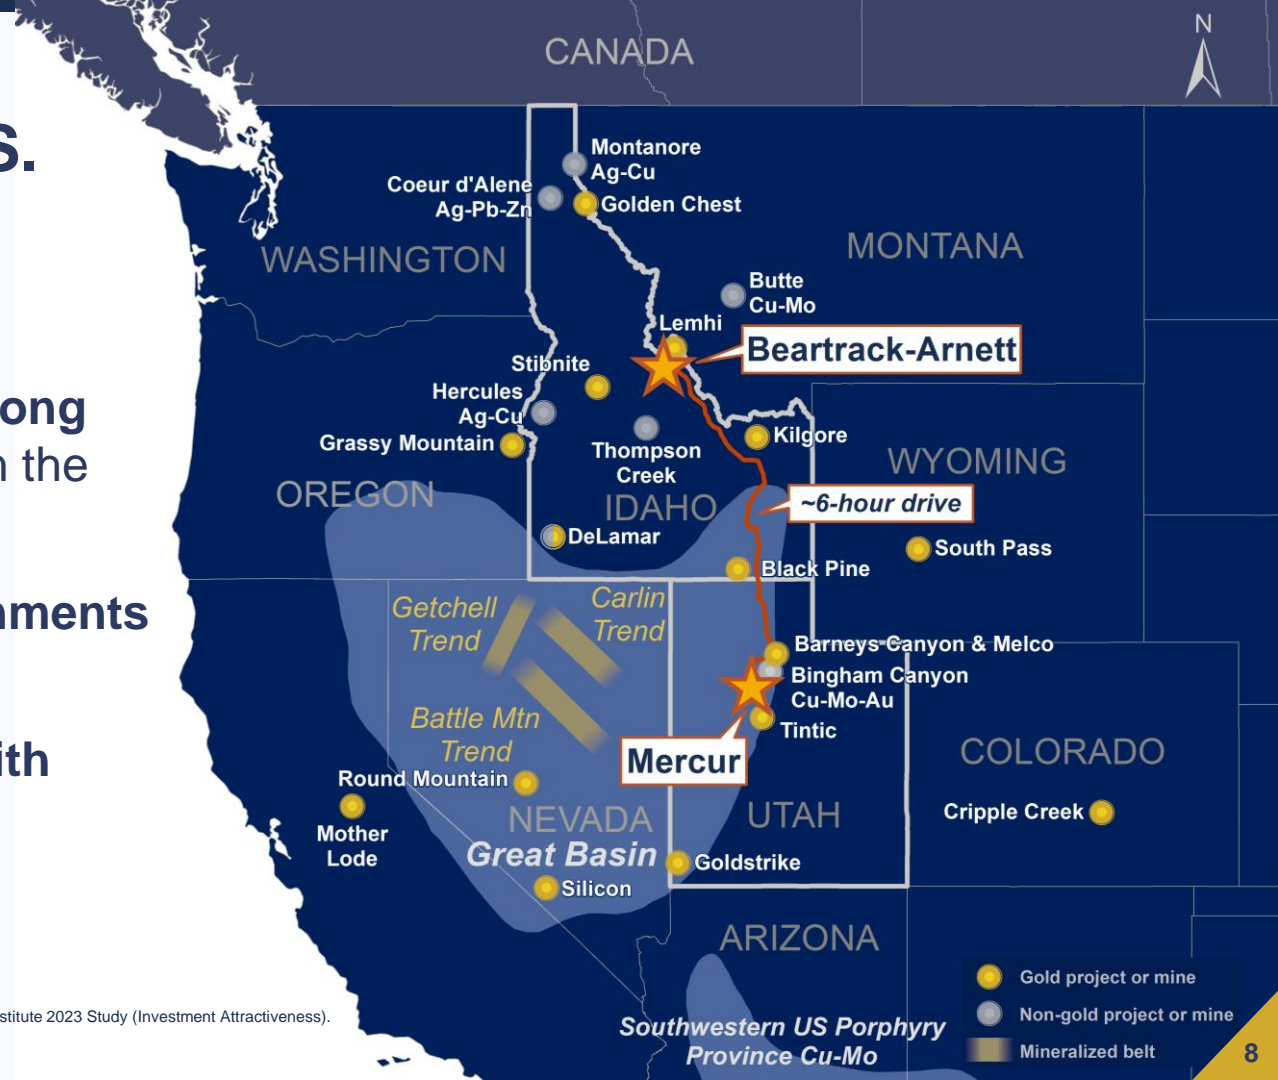 S.
ong
n the
nments
ith
stitute 2023 Study (Investment Attractiveness).
CANADA
N
Montanore
Ag-Cu
Coeur d'Alene
Ag-Pb-Zn
Golden Chest
WASHINGTON
MONTANA
Butte
Cu-Mo
Lemhi
Beartrack-Arnett
Stibnite
Hercules
Ag-Cu
Grassy Mountain
Thompson
Creek
Kilgore
WYOMING
OREGON
IDAHO
~6-hour drive
DeLamar
South Pass
Black Pine
Getchell
Trend
Carlin
Trend
Barneys Canyon & Melco
Bingham Canyon
Cu-Mo-Au
Battle Mtn
Trend
Tintic
Mercur
COLORADO
Round Mountain
Mother
Lode
NEVADA
UTAH
Cripple Creek
Great Basin
Goldstrike
Silicon
ARIZONA
Southwestern US Porphyry
Province Cu-Mo
Gold project or mine
Non-gold project or mine
Mineralized belt
8